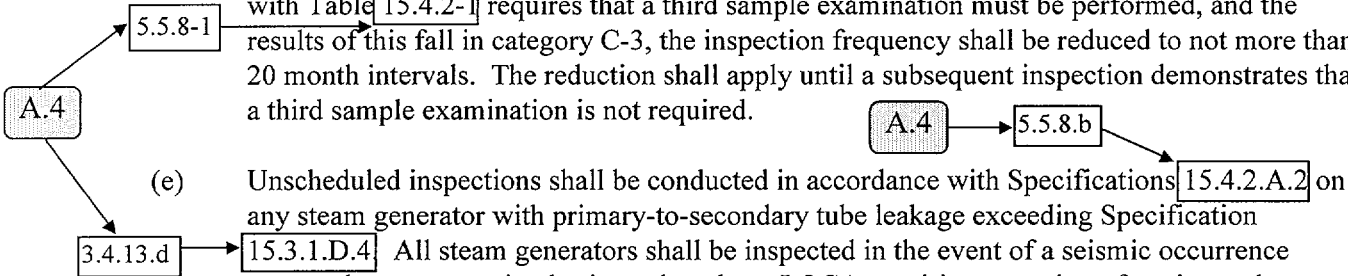 with Table 15.4.2-1 requires that a third sample examination must be performed, and the
5.5.8-1
results of this fall in category C-3, the inspection frequency shall be reduced to not more than
20 month intervals. The reduction shall apply until a subsequent inspection demonstrates
A.4
a third sample examination is not required.
A.4
5.5.8.b
(e) Unscheduled inspections shall be conducted in accordance with Specifications 15.4.2.A.2 on
any steam generator with primary-to-secondary tube leakage exceeding Specification
3.4.13.d
15.3.1.D.4 All steam generators shall be inspected in the event of a seismic occurrence